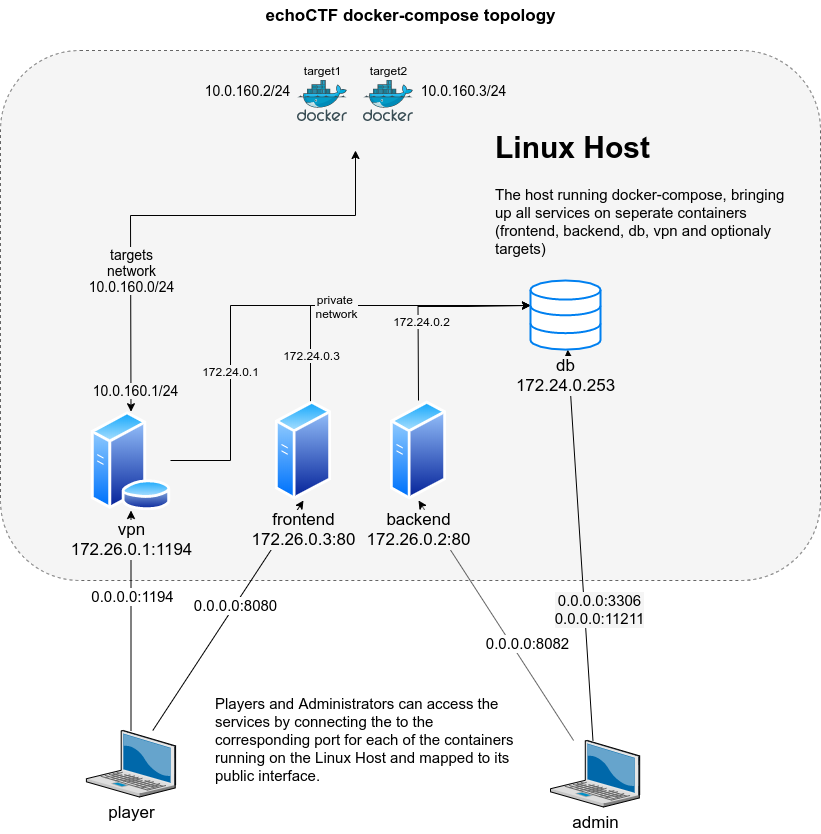 echoCTF docker-compose topology
target1
target2
10.0.160.2/24
10.0.160.3/24
docker
docker
Linux Host
The host running docker-compose, bringing
up all services on seperate containers
(frontend, backend, db, vpn and optionaly
targets)
targets
network
10.0.160.0/24
private
network
172.24.0.2
172.24.0.3
172.24.0.1
db
172.24.0.253
10.0.160.1/24
vpn
172.26.0.1:1194
frontend
172.26.0.3:80
backend
172.26.0.2:80
0.0.0.0:1194
0.0.0.0:8080
0.0.0.0:3306
0.0.0.0:11211
0.0.0.0:8082
Players and Administrators can access the
services by connecting the to the
corresponding port for each of the containers
running on the Linux Host and mapped to its
public interface.
player
admin